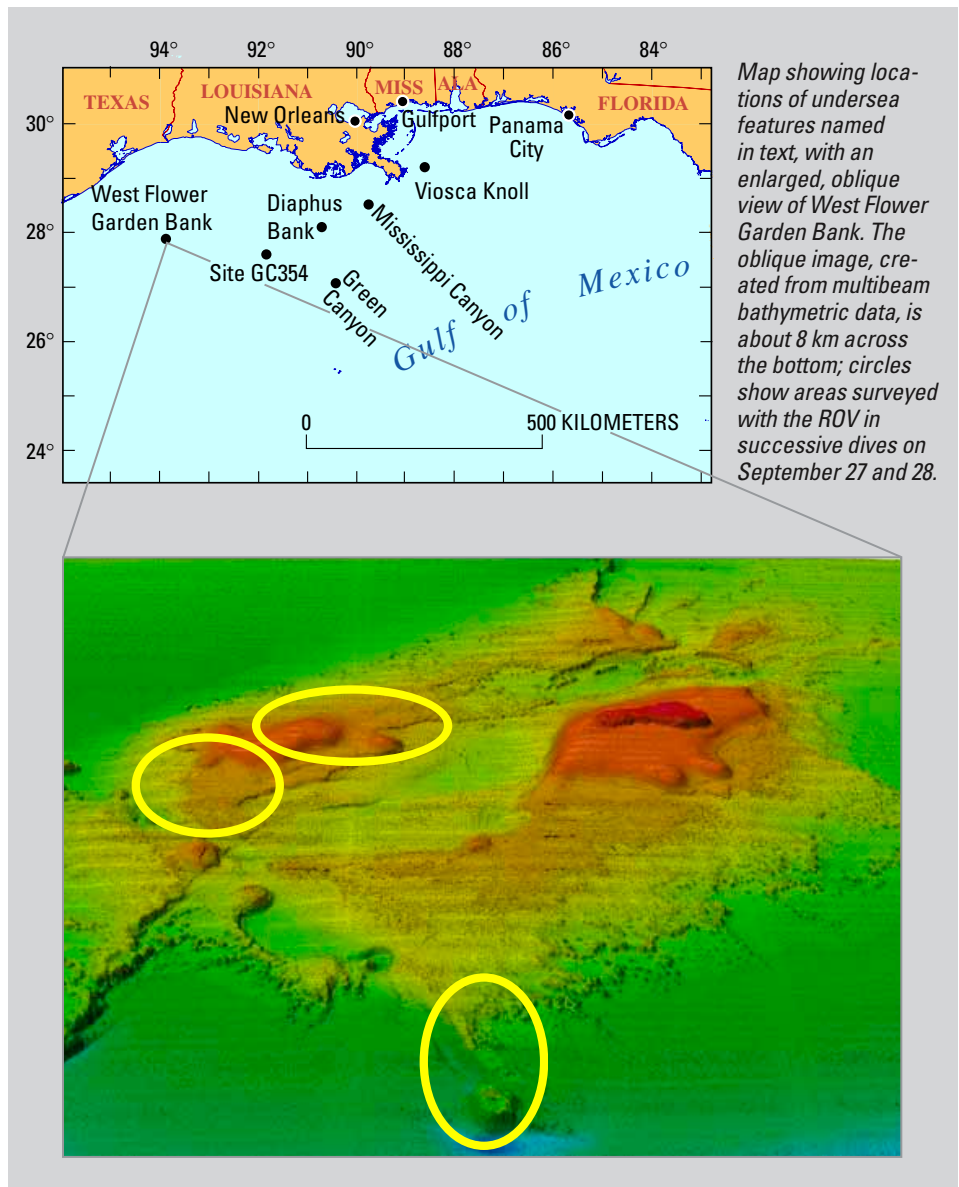 94° 92° 90° 88° 86° 84°
TEXAS LOUISIANA MISS ALA FLORIDA
New Orleans
Gulfport
Panama
City
30°
Viosca Knoll
West Flower
Garden Bank
Diaphus
Bank
28°
Mississippi Canyon
Site GC354
Green
Canyon
Gulf of Mexico
26°
0 500 KILOMETERS
24°
Map showing loca-
tions of undersea
features named
in text, with an
enlarged, oblique
view of West Flower
Garden Bank. The
oblique image, cre-
ated from multibeam
bathymetric data, is
about 8 km across
the bottom; circles
show areas surveyed
with the ROV in
successive dives on
September 27 and 28.